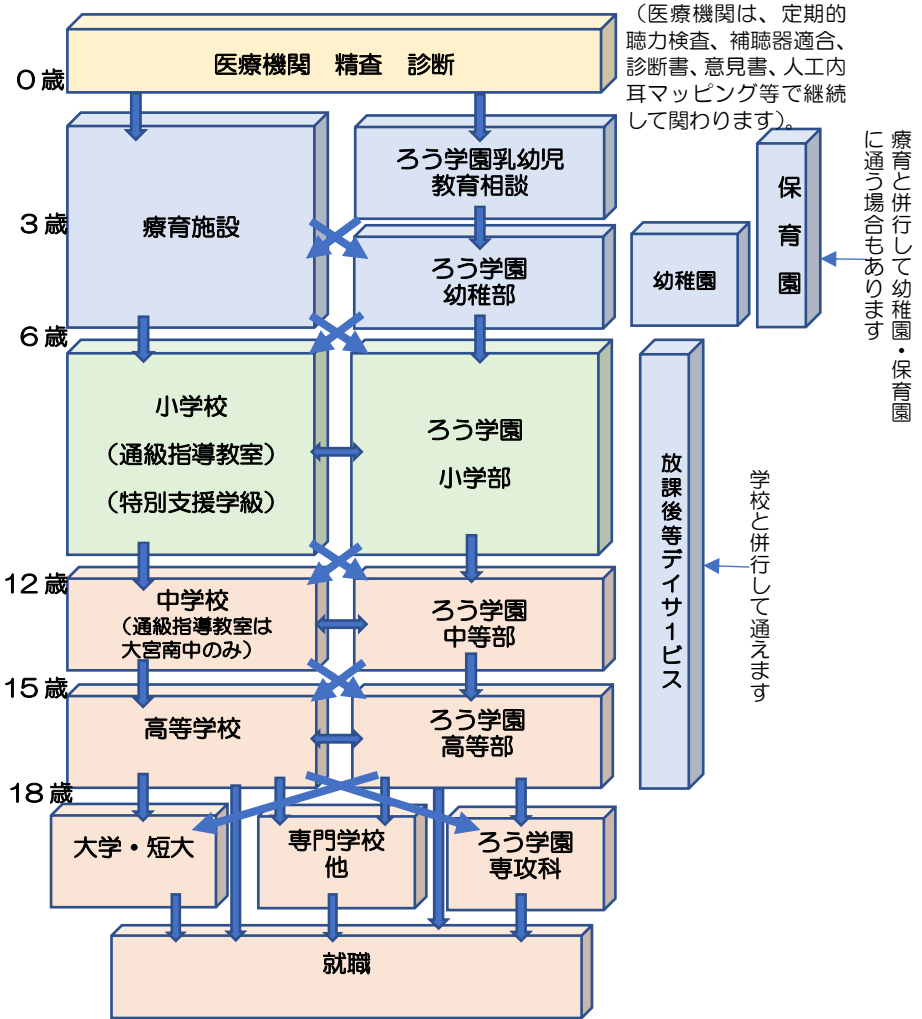 （医療機関は、定期的
聴力検査、補聴器適合、
診断書、意見書、人工内
耳マッピング等で継続
して関わります）。
医療機関　精査　診断
０歳
ろう学園乳幼児
教育相談
療育施設
３歳
ろう学園
幼稚部
幼稚園
保育園
療育と併行して幼稚園・保育園
に通う場合もあります
６歳
小学校
（通級指導教室）
（特別支援学級）
ろう学園
小学部
放課後等デイサ１ビス
学校と併行して通えます
12歳
中学校
（通級指導教室は
大宮南中のみ）
ろう学園
中等部
15歳
高等学校
ろう学園
高等部
18歳
大学・短大
専門学校
他
ろう学園
専攻科
就職